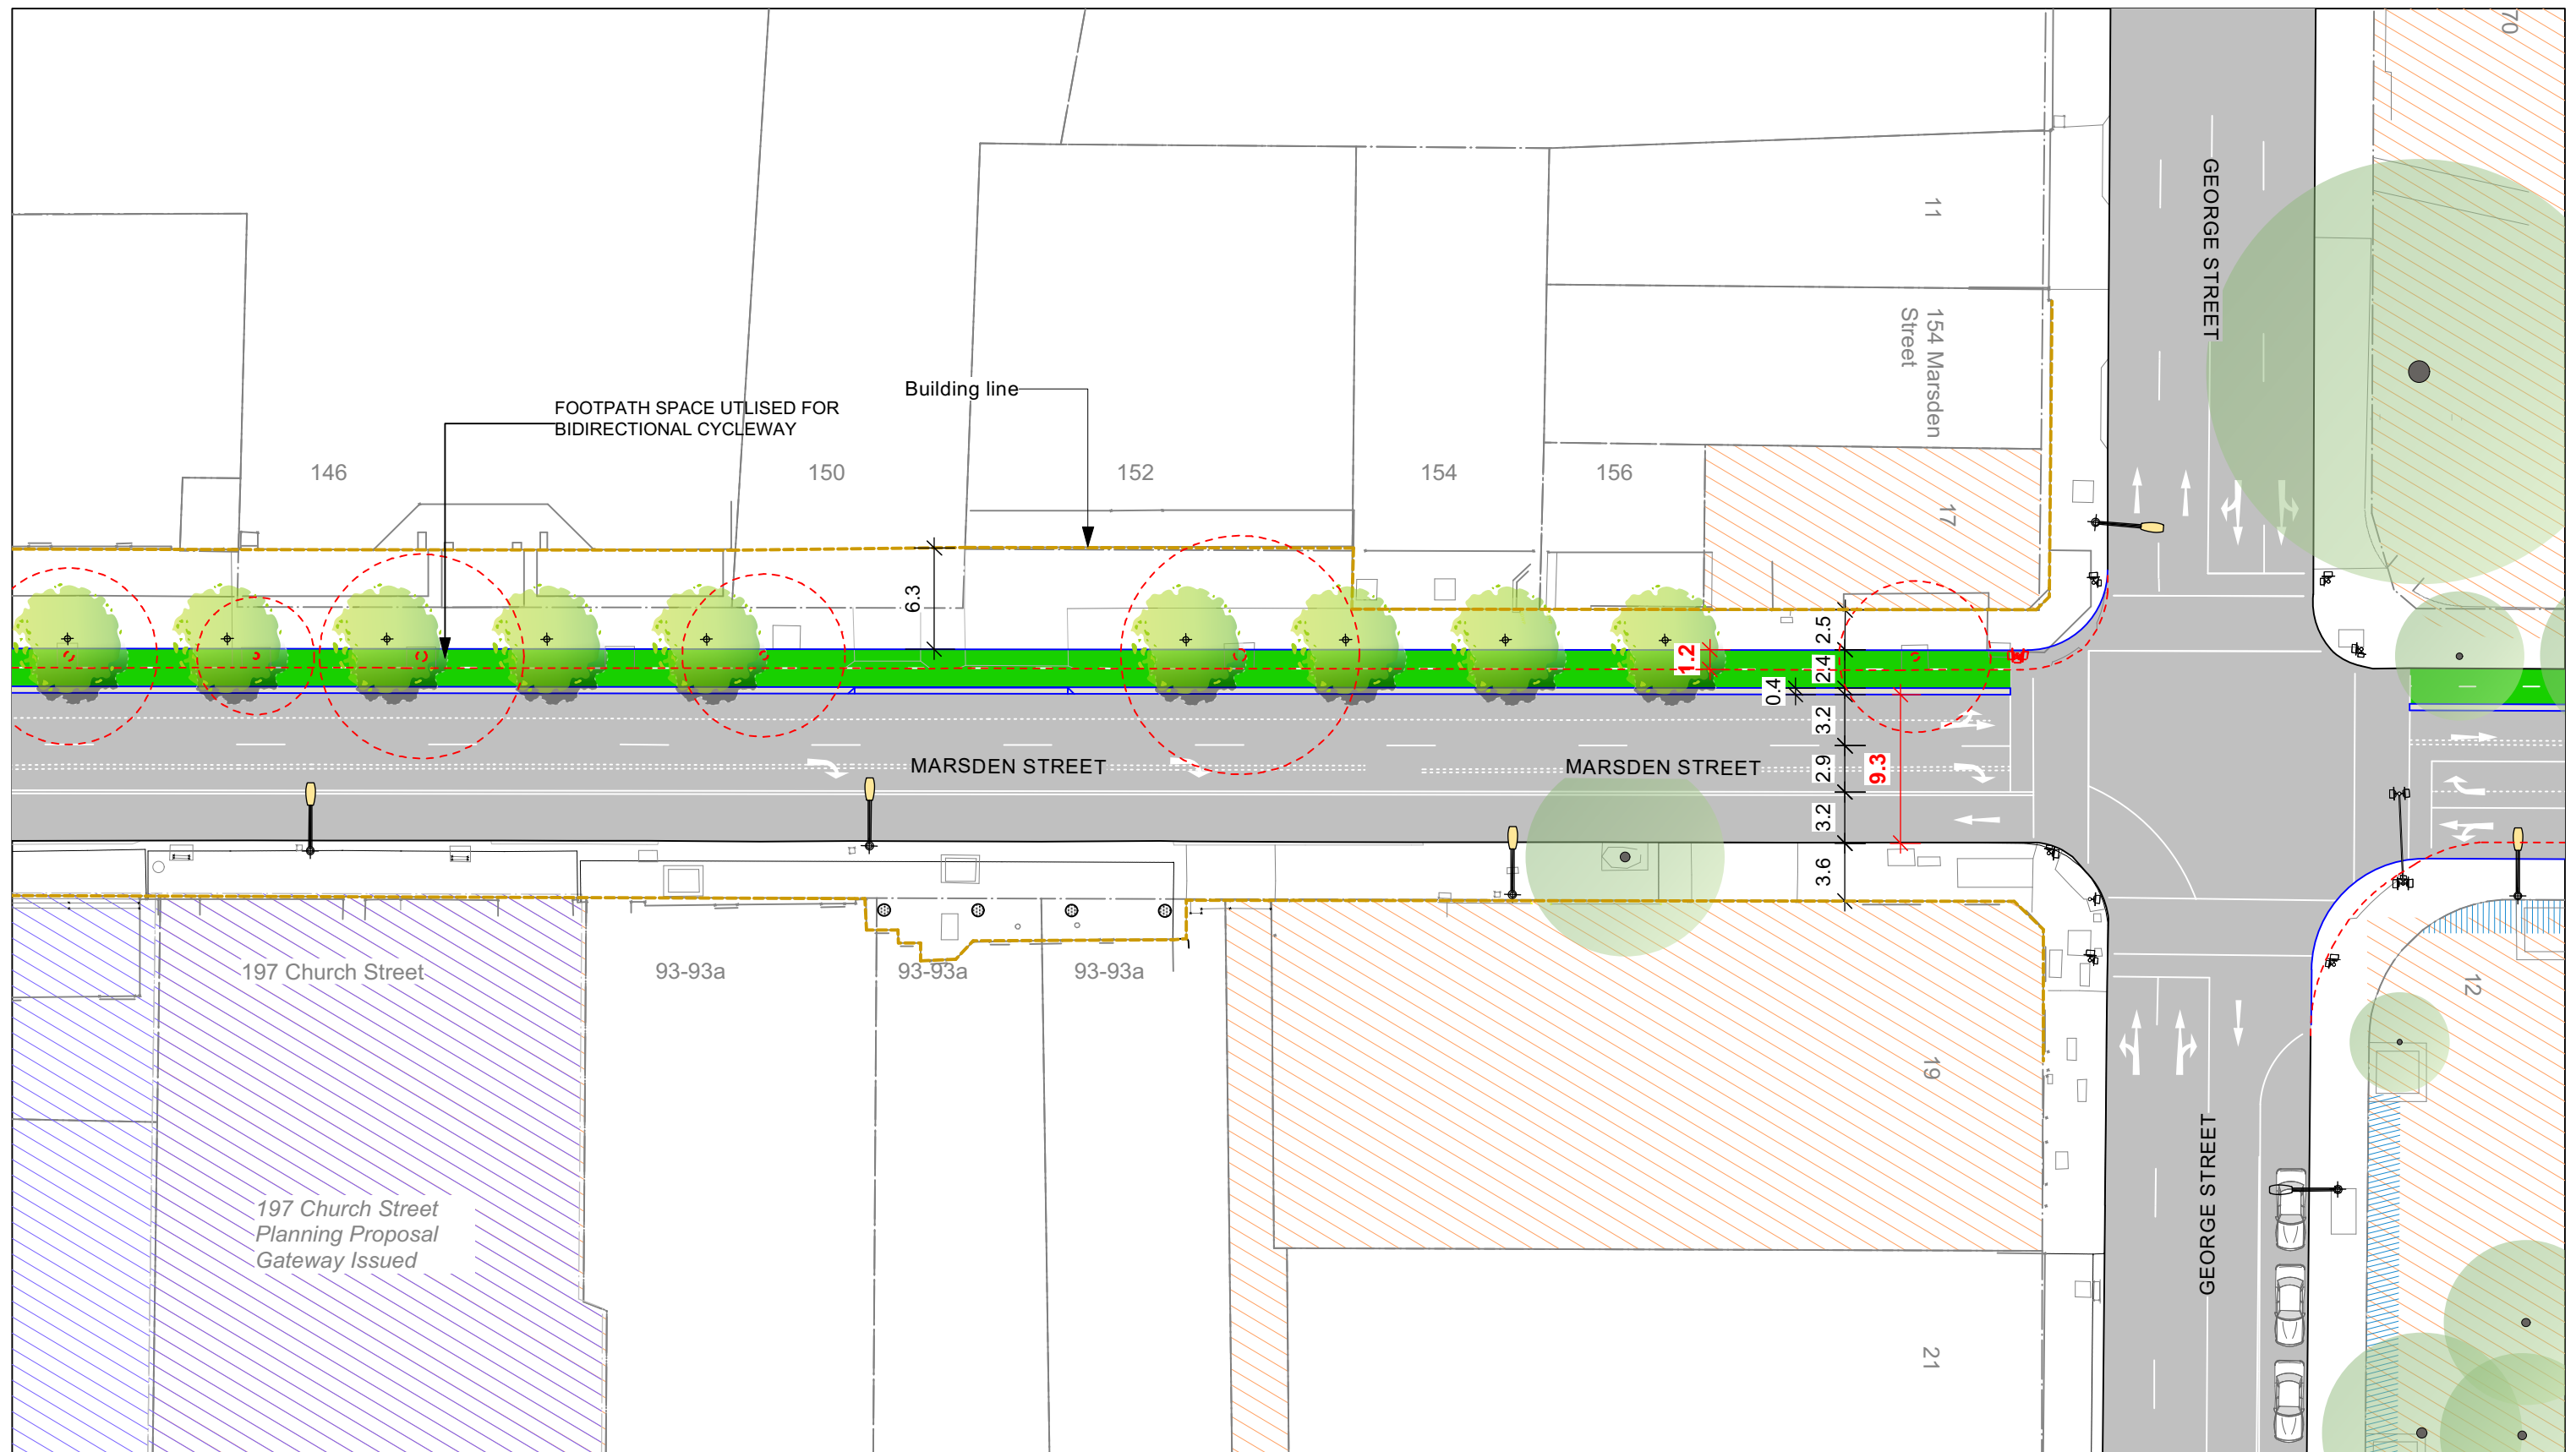 70
GEORGE STREET
11
154 Marsden
Street
Building line
FOOTPATH SPACE UTLISED FOR
BIDIRECTIONAL CYCLEWAY
146
150
152
154
156
17
6.3
2.5
1.2
2.4
0.4
3.2
MARSDEN STREET
MARSDEN STREET
2.9
9.3
3.2
3.6
197 Church Street
93-93a
93-93a
93-93a
12
19
197 Church Street
Planning Proposal
Gateway Issued
GEORGE STREET
21